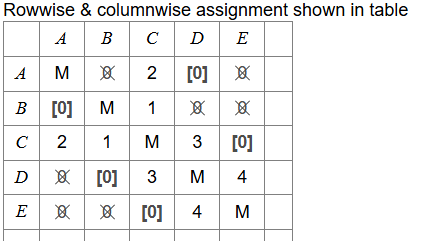 Rowwise & columnwise assignment shown in table
A B C D E
A M 0 2 [0] 0
B [0] M 1 0 0
C 2 1 M 3 [0]
D 0 [0] 3 M 4
E 0 0 [0] 4 M